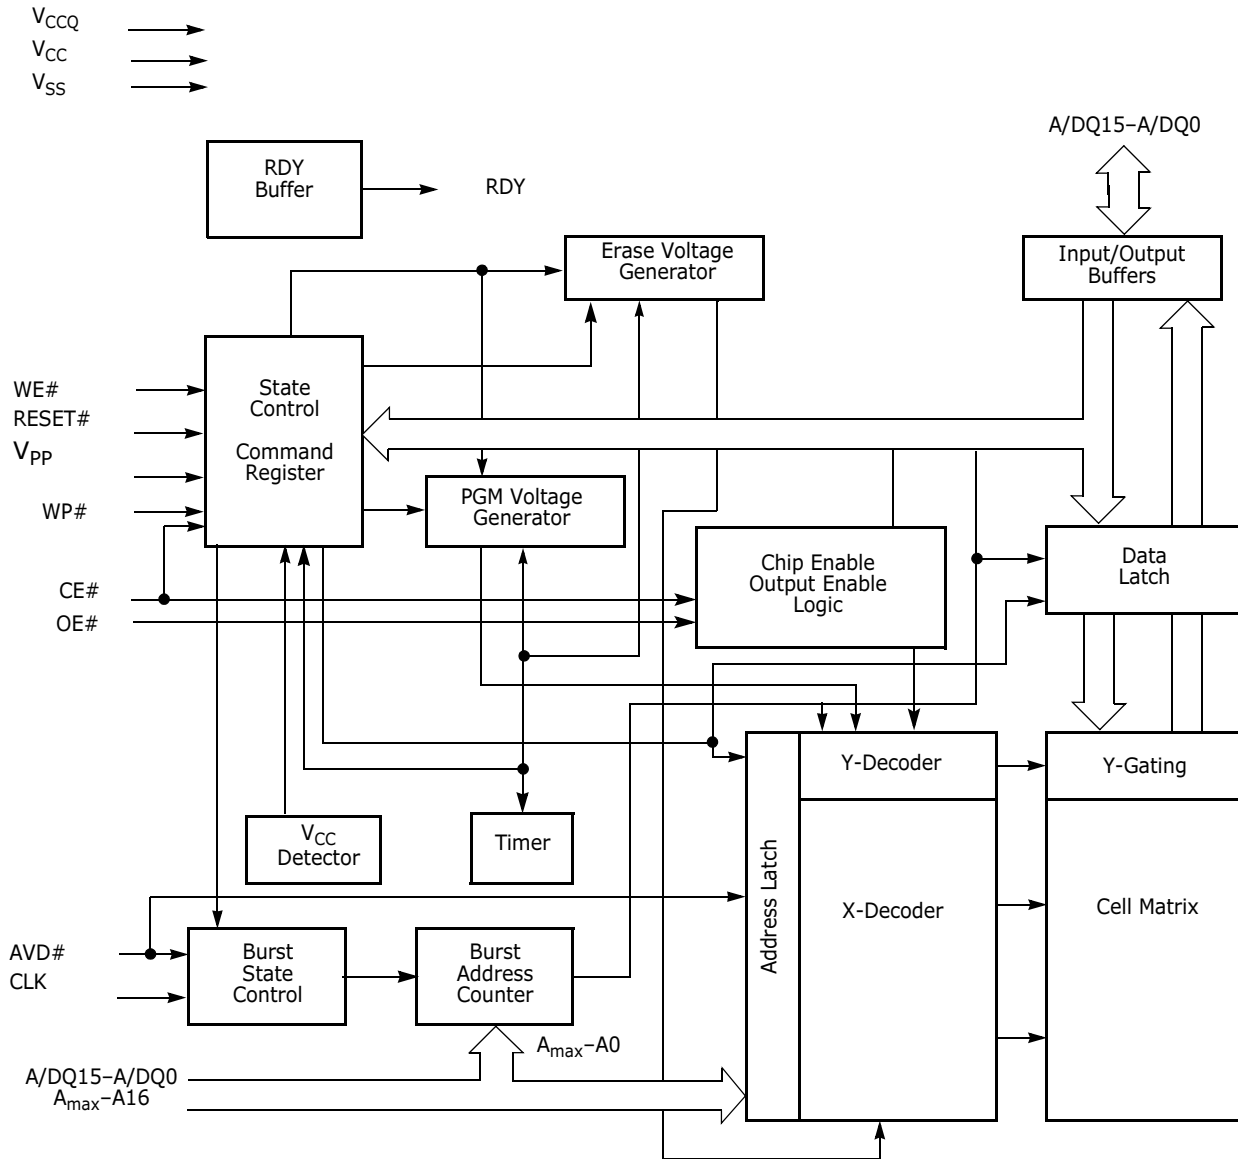 VCCQ
VCC
VSS
A/DQ15–A/DQ0
RDY
Buffer
RDY
Erase Voltage
Generator
Input/Output
Buffers
WE#
RESET#
VPP
WP#
CE#
OE#
State
Control
Command
Register
PGM Voltage
Generator
Chip Enable
Output Enable
Logic
Data
Latch
Y-Decoder
Y-Gating
VCC
Detector
Timer
Address Latch
X-Decoder
Cell Matrix
AVD#
CLK
Burst
State
Control
Burst
Address
Counter
Amax–A0
A/DQ15–A/DQ0
Amax–A16